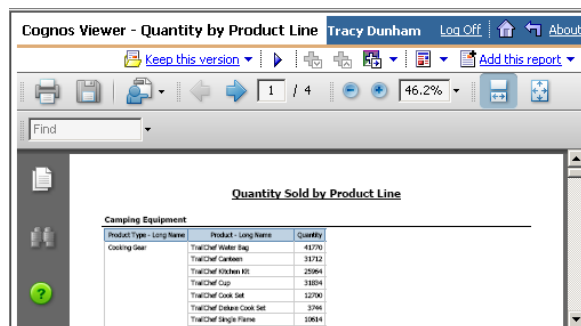 Cognos Viewer - Quantity by Product Line Tracy Dunham Log Off About
Keep this version Add this report
1 / 4 46.2%
Find
Quantity Sold by Product Line
Camping Equipment
Product Type - Long Name Product - Long Name Quantity
Cooking Gear TrailChef Water Bag 41770
TrailChef Canteen 31712
TrailChef Kitchen Kit 25964
TrailChef Cup 31834
TrailChef Cook Set 12700
TrailChef Deluxe Cook Set 3744
TrailChef Single Flame 10614